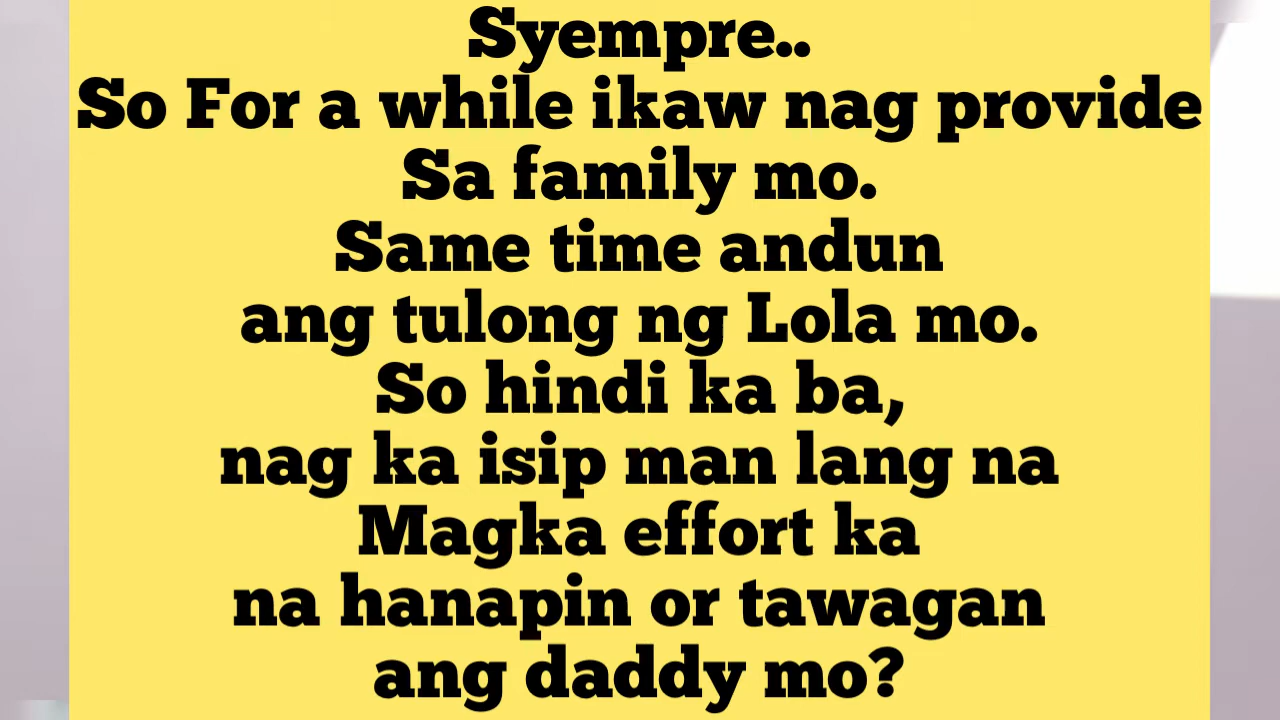 Syempre..
So For a while ikaw nag provide
Sa family mo.
Same time andun
ang tulong ng Lola mo.
So hindi ka ba,
nag ka isip man lang na
Magka effort ka
na hanapin or tawagan
ang daddy mo?